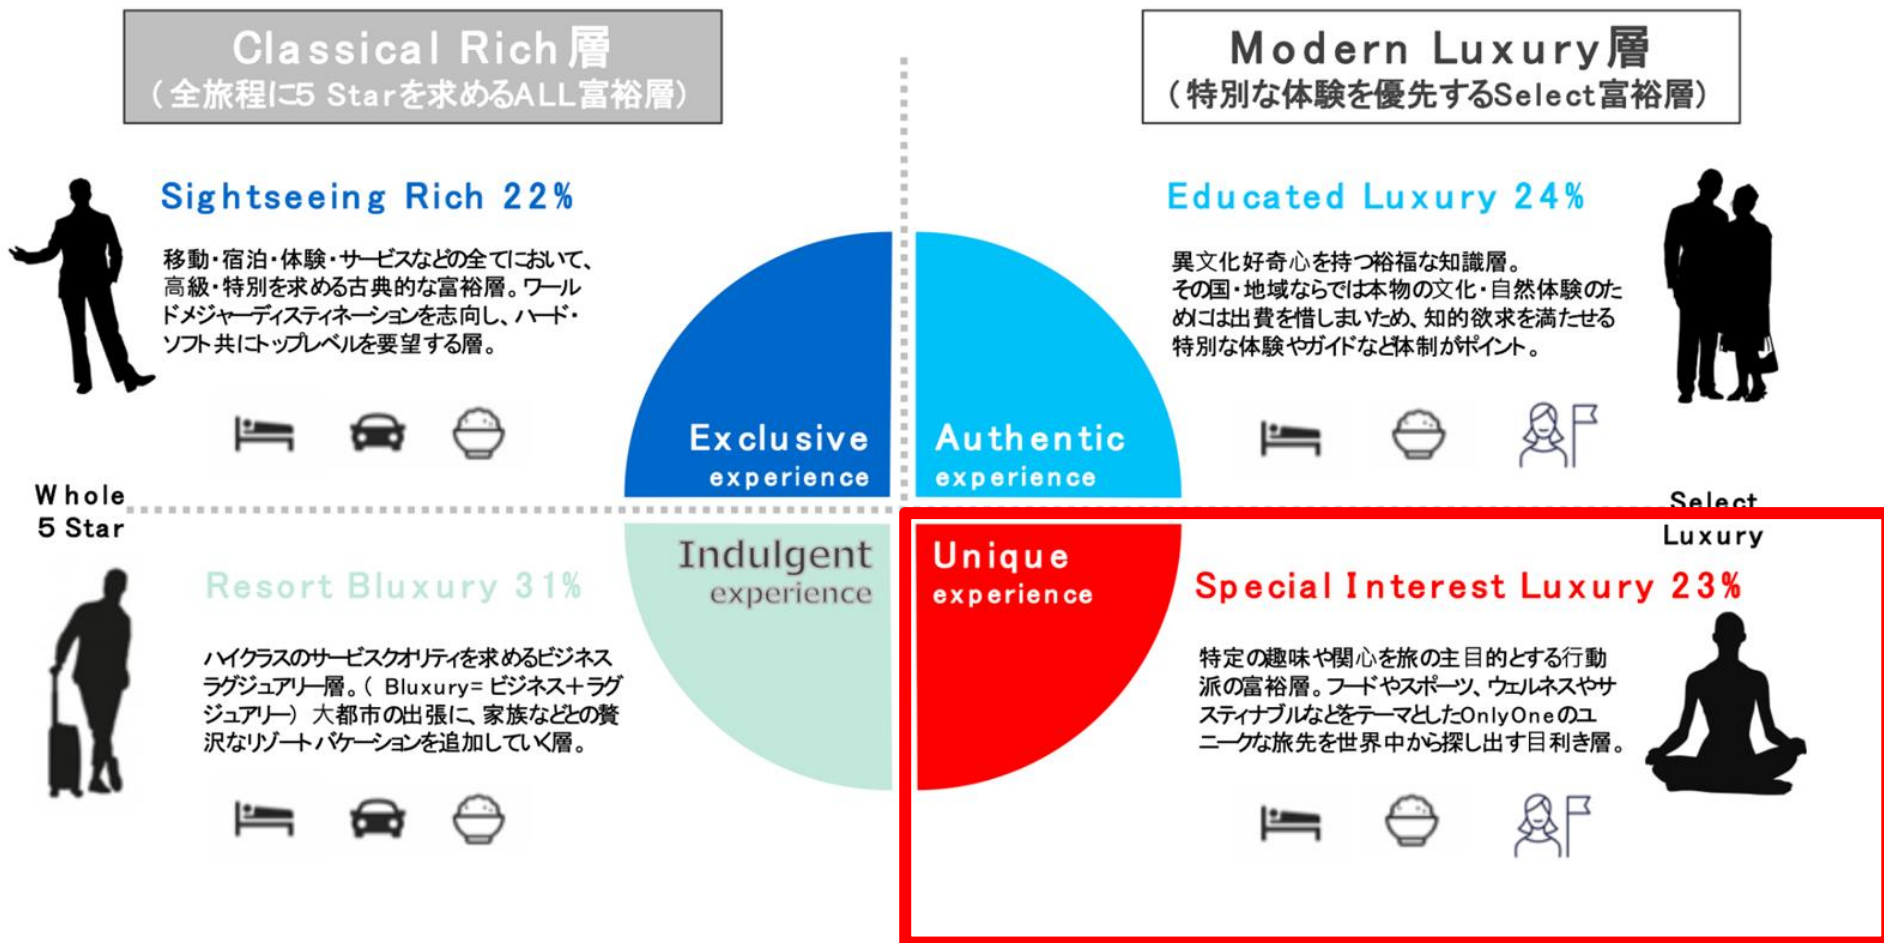 Classical Rich層
(全旅程に5 Starを求めるALL富裕層)
Modern Luxury層
(特別な体験を優先するSelect富裕層)
Sightseeing Rich 22%
移動・宿泊・体験・サービスなどの全てにおいて、
高級・特別を求める古典的な富裕層。ワール
ドメジャーディスティネーションを志向し、ハード・
ソフト共にトップレベルを要望する層。
Educated Luxury 24%
異文化好奇心を持つ裕福な知識層。
その国・地域ならでは本物の文化・自然体験のた
めには出費を惜しまいため、知的欲求を満たせる
特別な体験やガイドなど体制がポイント。
Exclusive
experience
Authentic
experience
Whole
5 Star
Select
Luxury
Indulgent
experience
Unique
experience
Resort Bluxury 31%
ハイクラスのサービスクオリティを求めるビジネス
ラグジュアリー層。( Bluxury=ビジネス+ラグ
ジュアリー) 大都市の出張に、家族などとの贅
沢なリゾートバケーションを追加していく層。
Special Interest Luxury 23%
特定の趣味や関心を旅の主目的とする行動
派の富裕層。フードやスポーツ、ウェルネスやサ
スティナブルなどをテーマとしたOnlyOneのユ
ニークな旅先を世界中から探し出す目利き層。